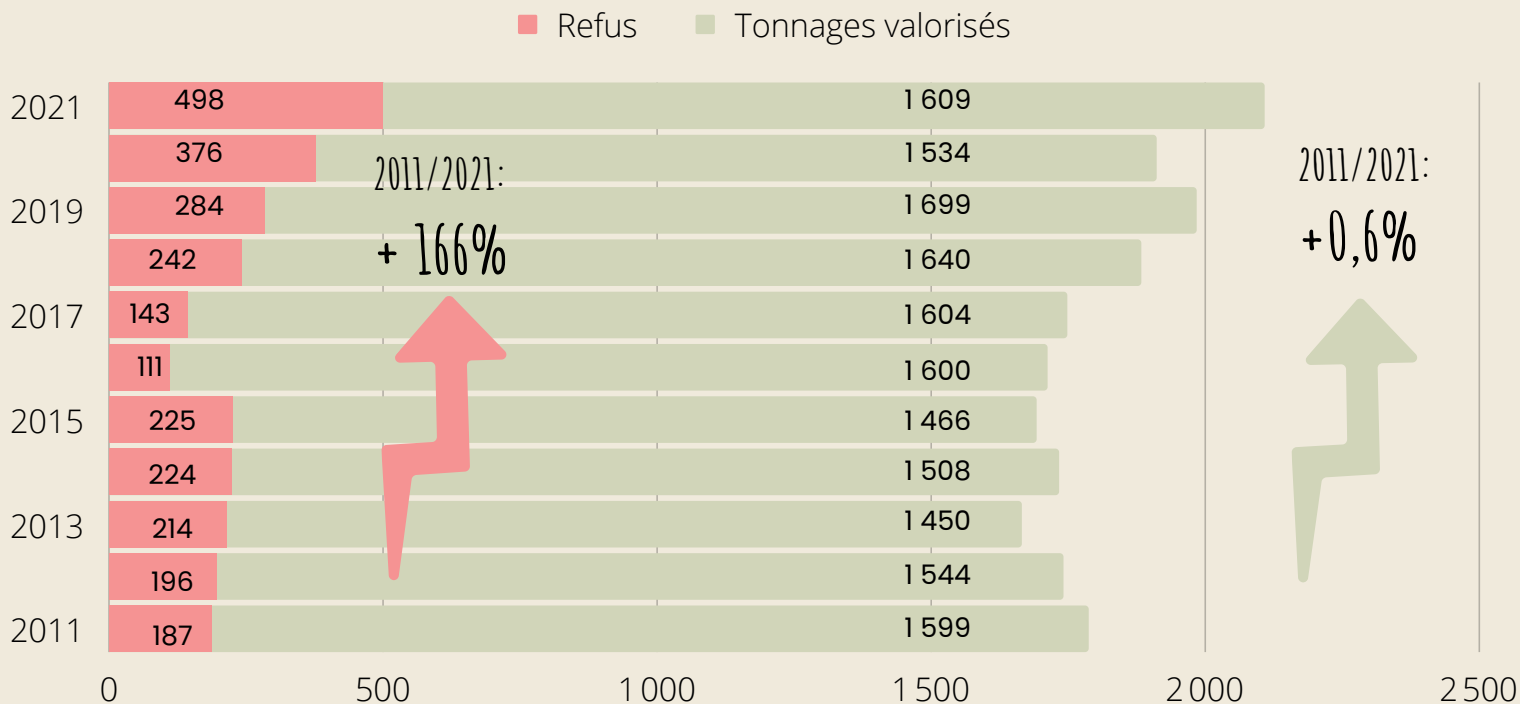 Refus Tonnages valorisés
2021 498 1 609
376 1 534
2011/2021: 2011/2021:
2019 284 1 699
+ 166% +0,6%
242 1 640
2017 143 1 604
111 1 600
2015 225 1 466
224 1 508
2013 214 1 450
196 1 544
2011 187 1 599
0 500 1 000 1 500 2 000 2 500